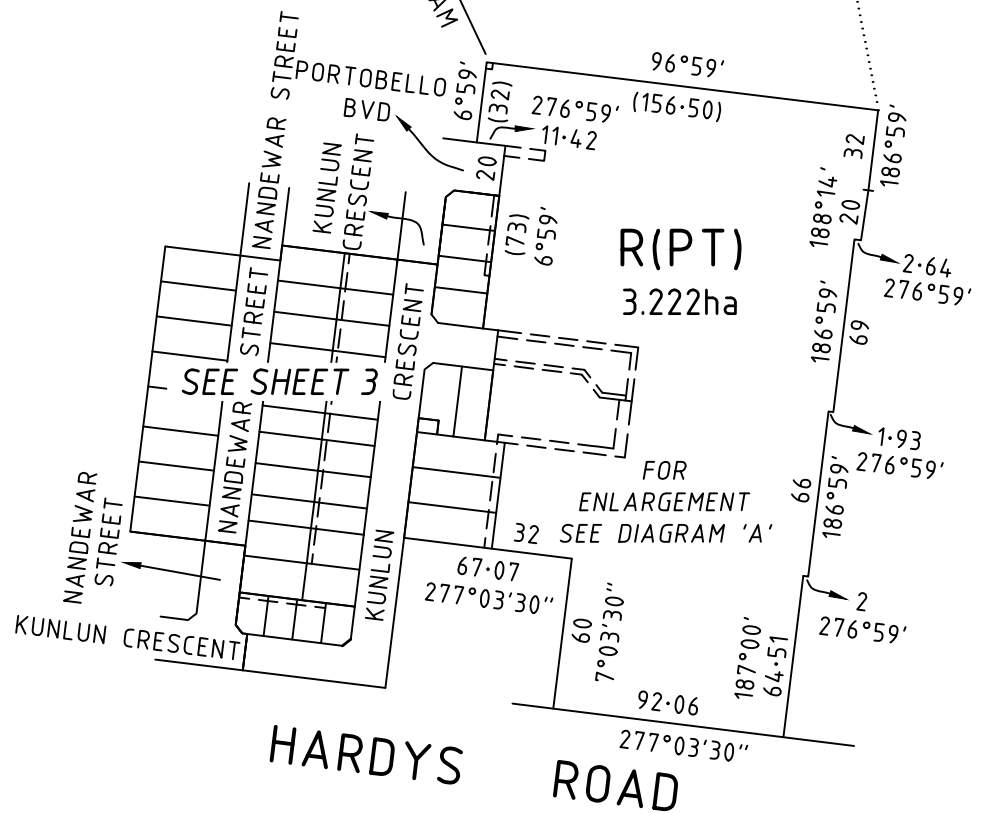 AM
96°59'
(156·50)
6°59'
(32)
276°59'
11·42
PORTOBELLO
BVD
NANDEWAR STREET
KUNLUN
CRESCENT
20
(73)
6°59'
R(PT)
3.222ha
32
186°59'
188°14'
20
2·64
276°59'
186°59'
69
NANDEWAR STREET
CRESCENT
SEE SHEET 3
1·93
276°59'
66
186°59'
FOR
ENLARGEMENT
SEE DIAGRAM 'A'
NANDEWAR
NANDEWAR
STREET
KUNLUN
32
67·07
277°03'30"
60
7°03'30"
2
276°59'
187°00'
64·51
KUNLUN CRESCENT
92·06
277°03'30"
HARDYS ROAD